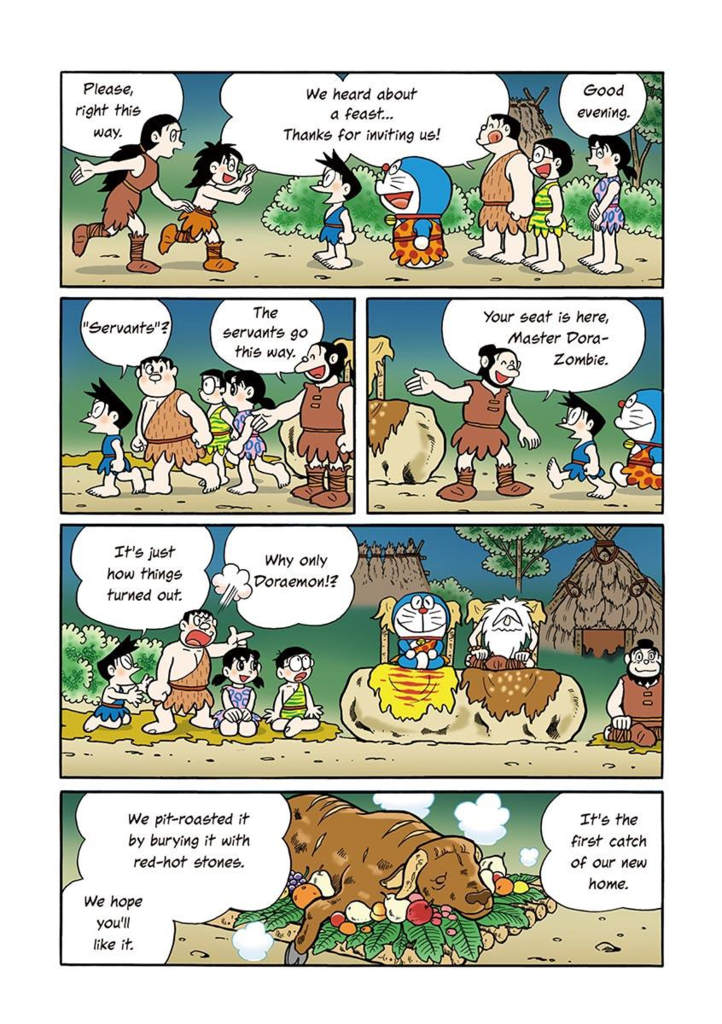 Please,
right this
way.
We heard about
a feast...
Thanks for inviting us!
Good
evening.
"Servants"?
The
servants go
this way.
Your seat is here,
Master Dora-
Zombie.
It's just
how things
turned out.
Why only
Doraemon!?
We pit-roasted it
by burying it with
red-hot stones.
We hope
you'll
like it.
It's the
first catch
of our new
home.